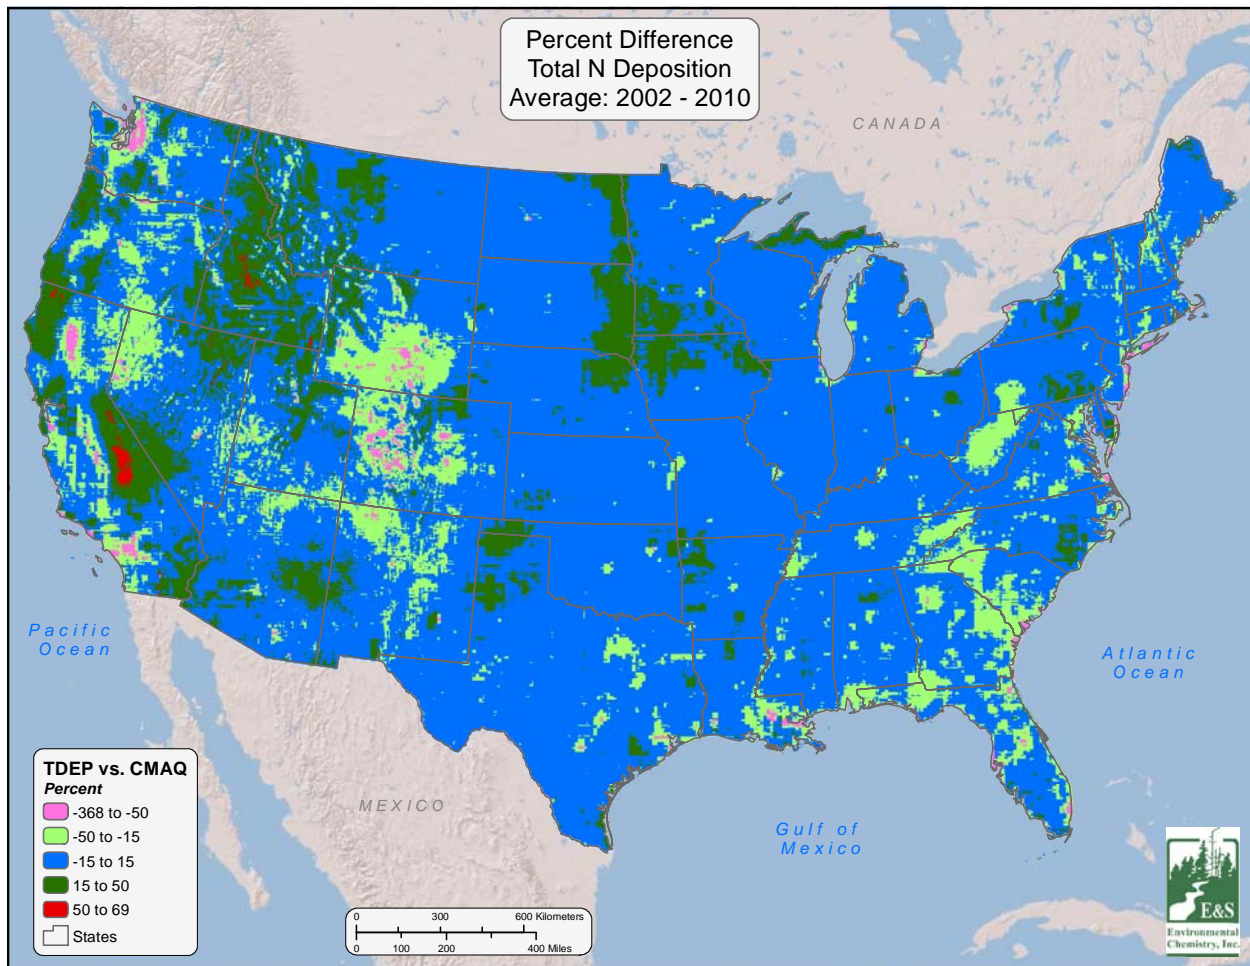 Percent Difference
Total N Deposition
Average: 2002 - 2010
CANADA
Pacific
Ocean
Atlantic
Ocean
MEXICO
Gulf of
Mexico
TDEP vs. CMAQ
Percent
-368 to -50
-50 to -15
-15 to 15
15 to 50
50 to 69
States
0 300 600 Kilometers
0 100 200 400 Miles
E&S
Environmental
Chemistry, Inc.